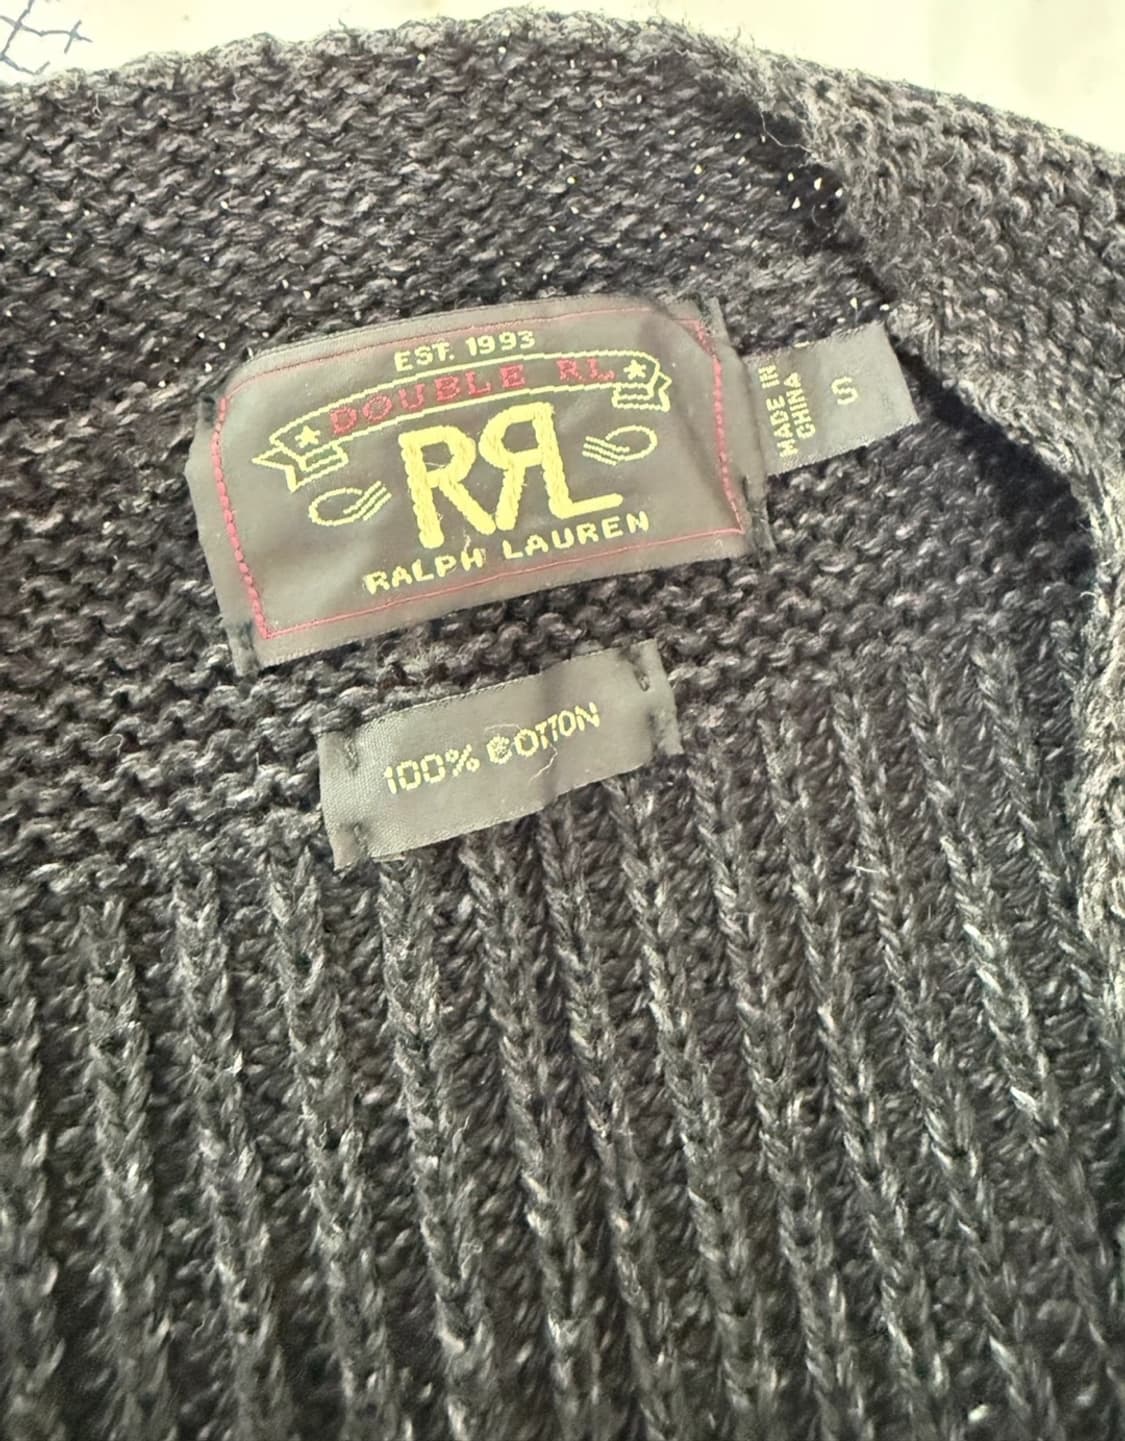 EST. 1993
DOUBLE RL
RRL
RALPH LAUREN
MADE IN
CHINA
S
100% COTTON